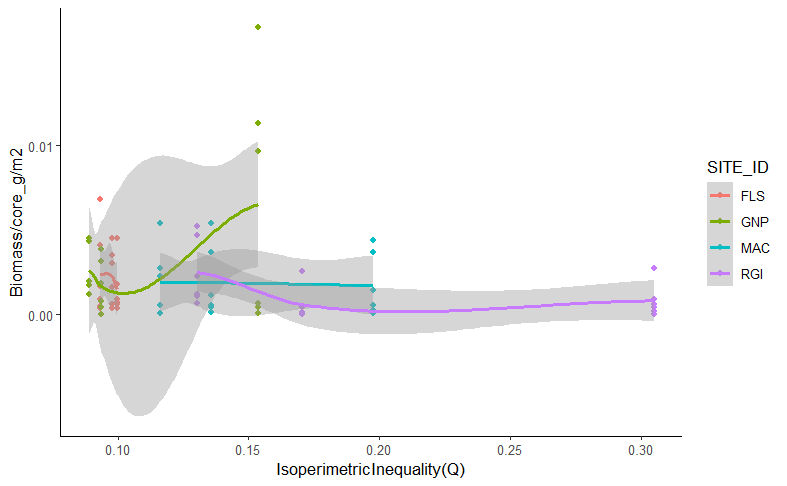 Biomass/core_g/m2
0.01
0.00
0.10
0.15
0.20
0.25
0.30
IsoperimetricInequality(Q)
SITE_ID
FLS
GNP
MAC
RGI